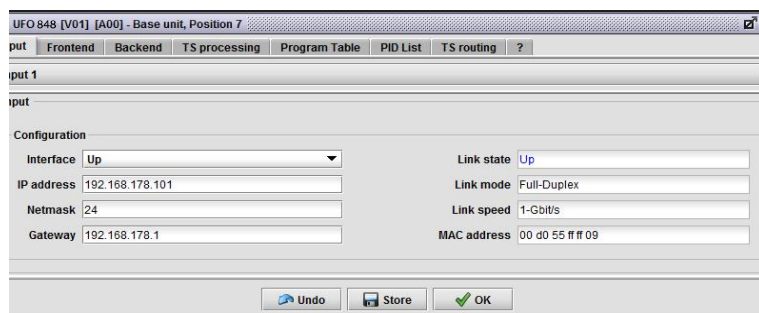 UFO 848 [V01] [A00] - Base unit, Position 7
put Frontend Backend TS processing Program Table PID List TS routing ?
nput 1
nput
Configuration
Interface Up Link state Up
IP address 192.168.178.101 Link mode Full-Duplex
Netmask 24 Link speed 1-Gbit/s
Gateway 192.168.178.1 MAC address 00 d0 55 ff ff 09
Undo Store OK